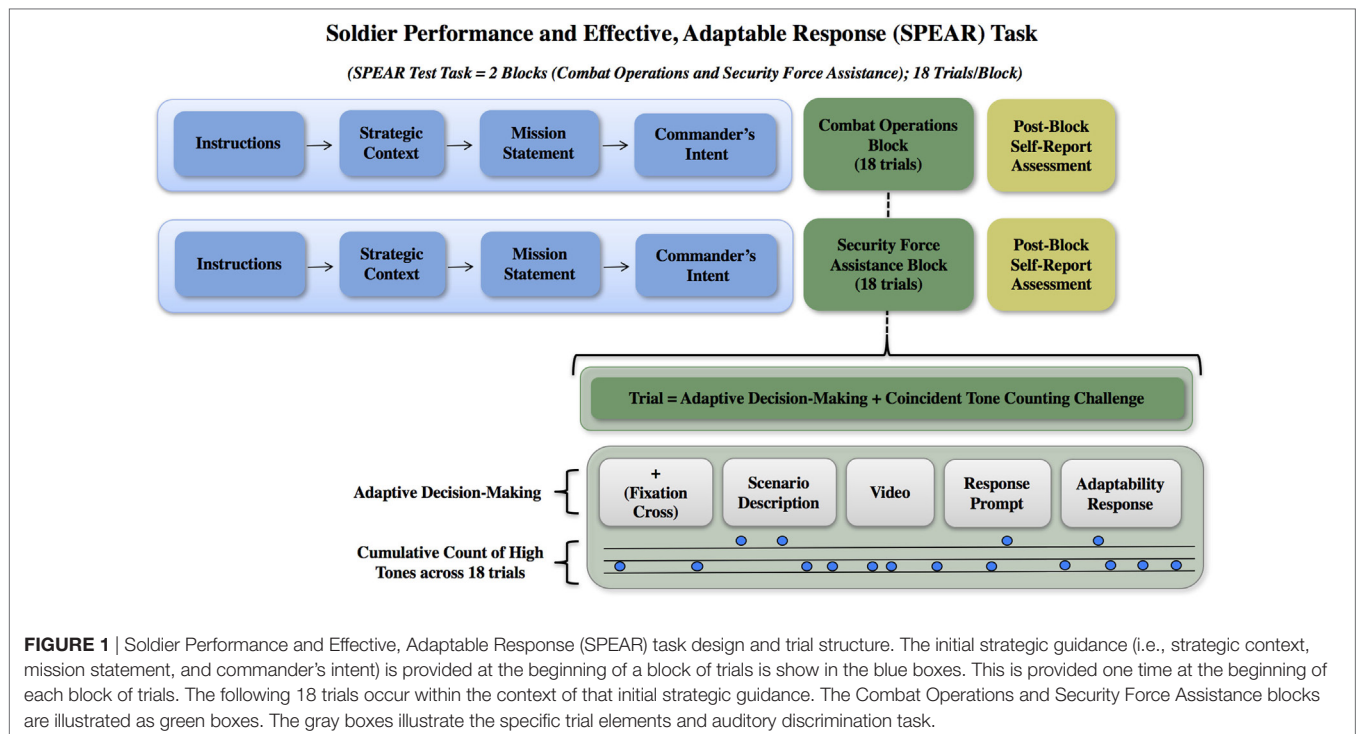 Soldier Performance and Effective, Adaptable Response (SPEAR) Task
(SPEAR Test Task = 2 Blocks (Combat Operations and Security Force Assistance); 18 Trials/Block)
Instructions
Strategic
Context
Mission
Statement
Commander's
Intent
Combat Operations
Block
(18 trials)
Post-Block
Self-Report
Assessment
Instructions
Strategic
Context
Mission
Statement
Commander's
Intent
Security Force
Assistance Block
(18 trials)
Post-Block
Self-Report
Assessment
Trial = Adaptive Decision-Making + Coincident Tone Counting Challenge
Adaptive Decision-Making
+
(Fixation
Cross)
Scenario
Description
Video
Response
Prompt
Adaptability
Response
Cumulative Count of High
Tones across 18 trials
FIGURE 1 | Soldier Performance and Effective, Adaptable Response (SPEAR) task design and trial structure. The initial strategic guidance (i.e., strategic context,
mission statement, and commander's intent) is provided at the beginning of a block of trials is show in the blue boxes. This is provided one time at the beginning of
each block of trials. The following 18 trials occur within the context of that initial strategic guidance. The Combat Operations and Security Force Assistance blocks
are illustrated as green boxes. The gray boxes illustrate the specific trial elements and auditory discrimination task.